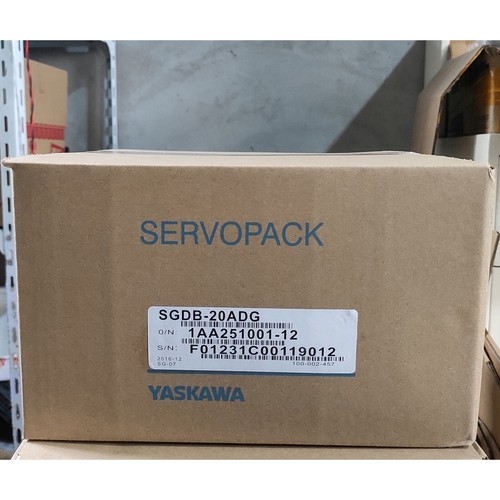 SERVOPACK
SGDB-20ADG
O/N: 1AA251001-12
S/N: F01231C00119012
2016-12
SG-07 100-002-457
YASKAWA